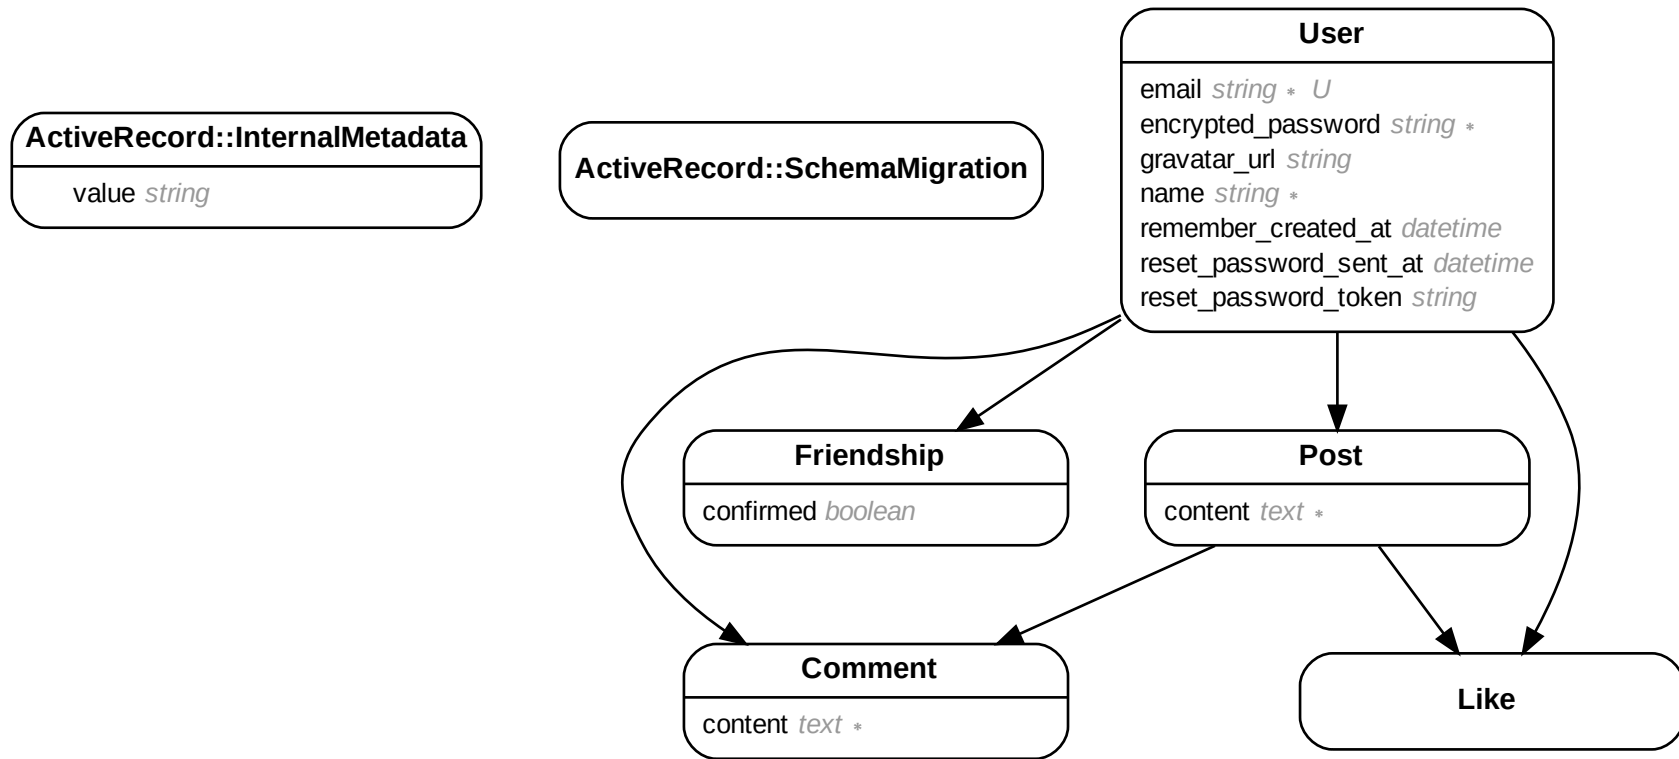 User
email string ∗ U
encrypted_password string ∗
gravatar_url string
name string ∗
remember_created_at datetime
reset_password_sent_at datetime
reset_password_token string
ActiveRecord::InternalMetadata
value string
ActiveRecord::SchemaMigration
Friendship
confirmed boolean
Post
content text ∗
Comment
content text ∗
Like